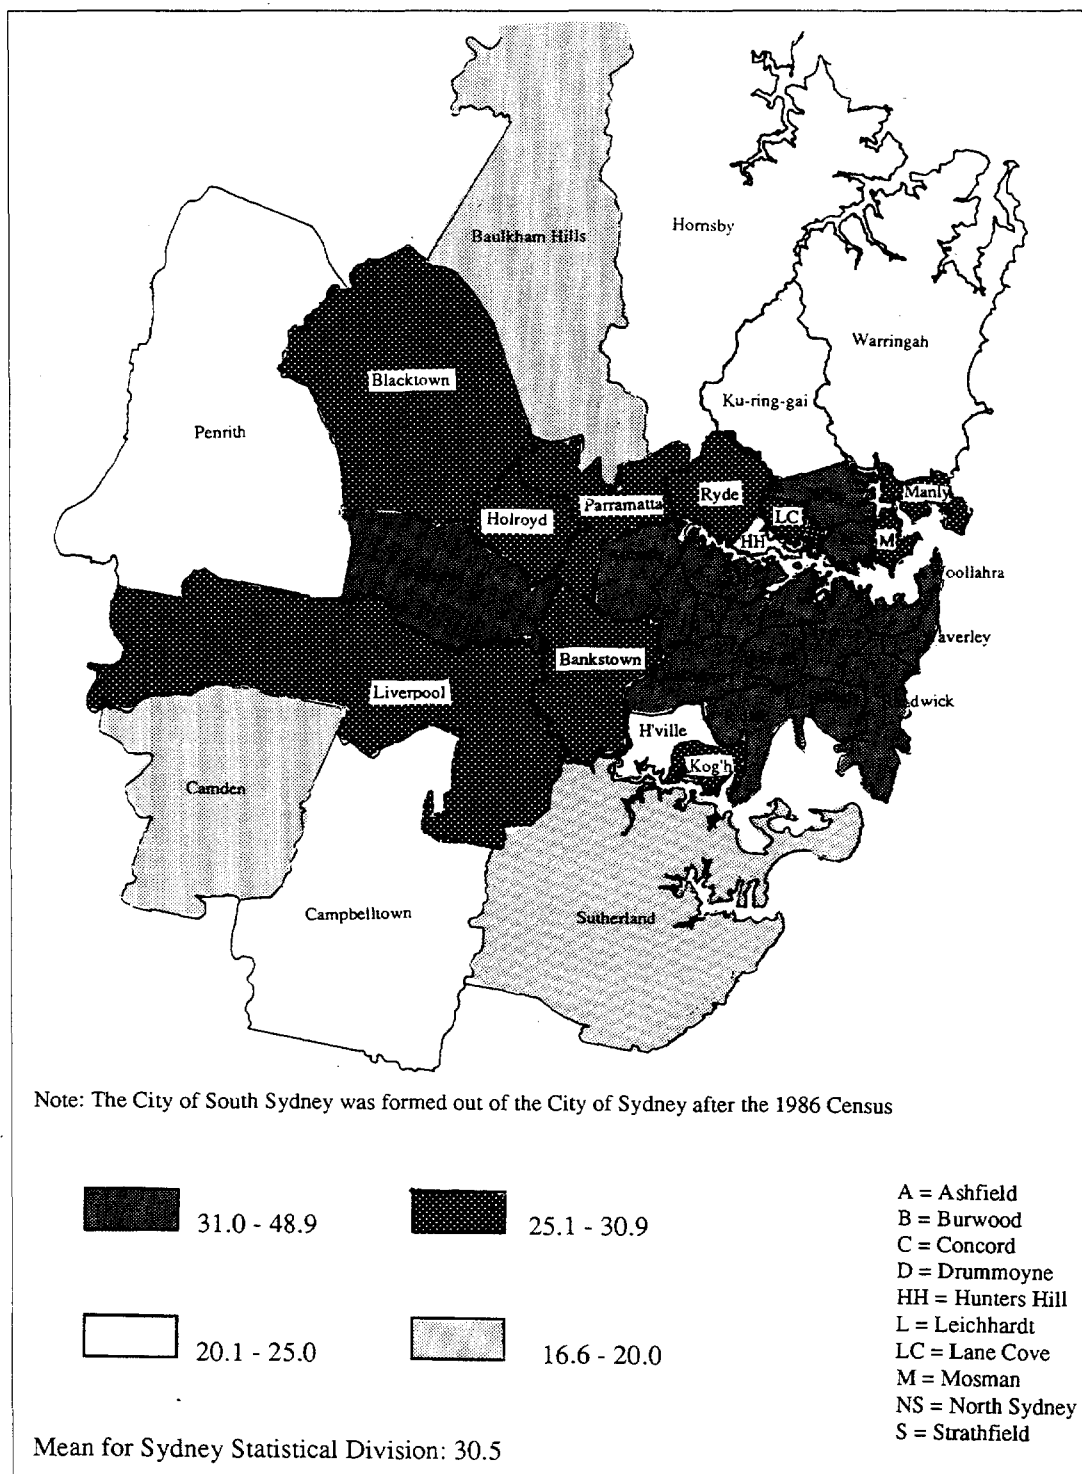 Baulkham Hills
Hornsby
Warringah
Blacktown
Ku-ring-gai
Penrith
Holroyd
Parramatta
Ryde
Manly
LC
HH
M
oollahra
averley
Bankstown
Liverpool
dwick
H'ville
Kog'h
Camden
Campbelltown
Sutherland
Note: The City of South Sydney was formed out of the City of Sydney after the 1986 Census
31.0 - 48.9
25.1 - 30.9
20.1 - 25.0
16.6 - 20.0
A = Ashfield
B = Burwood
C = Concord
D = Drummoyne
HH = Hunters Hill
L = Leichhardt
LC = Lane Cove
M = Mosman
NS = North Sydney
S = Strathfield
Mean for Sydney Statistical Division: 30.5